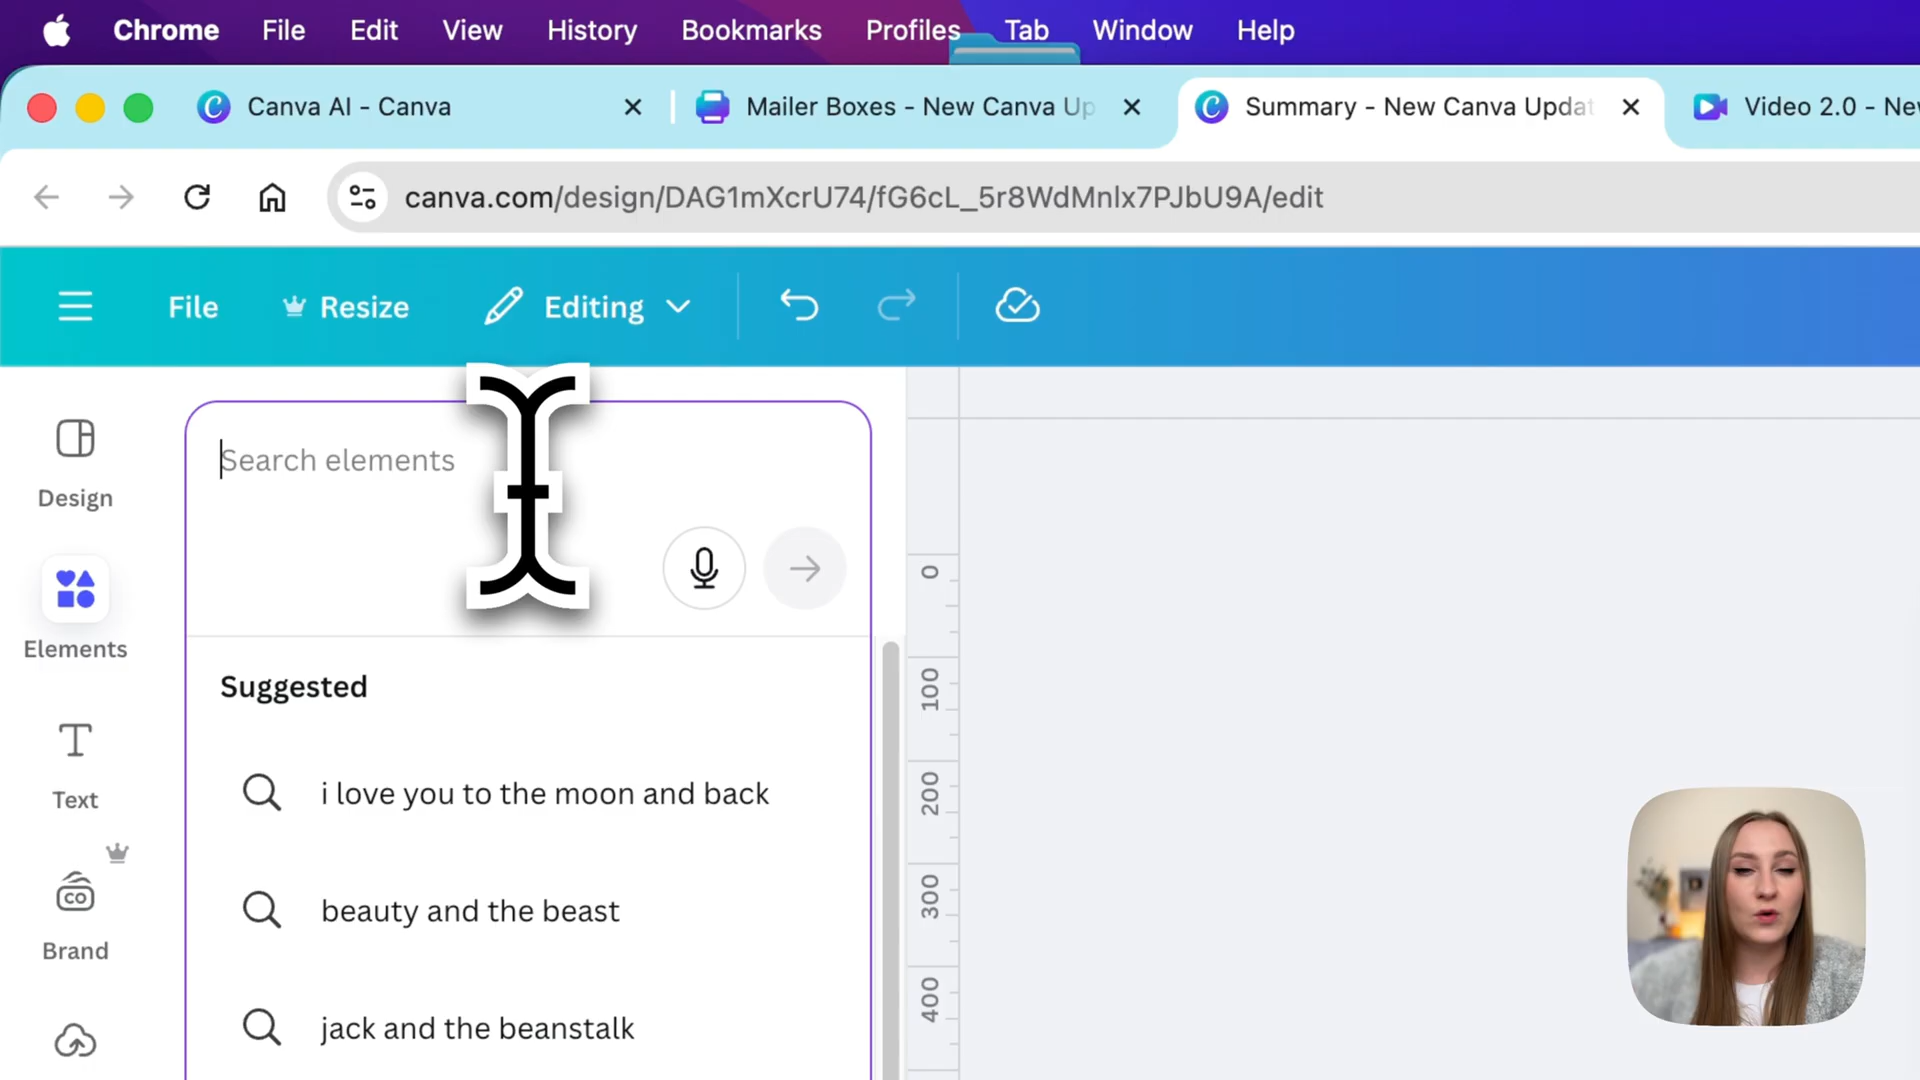 Chrome File Edit View History Bookmarks Profiles Tab Window Help
Canva AI - Canva
Mailer Boxes - New Canva Up
Summary - New Canva Updat
Video 2.0 - Ne
canva.com/design/DAG1mXcrU74/fG6cL_5r8WdMnlx7PJbU9A/edit
File
Resize
Editing
Search elements
Design
Elements
Suggested
i love you to the moon and back
Text
beauty and the beast
CO
Brand
jack and the beanstalk
0
100
200
300
400